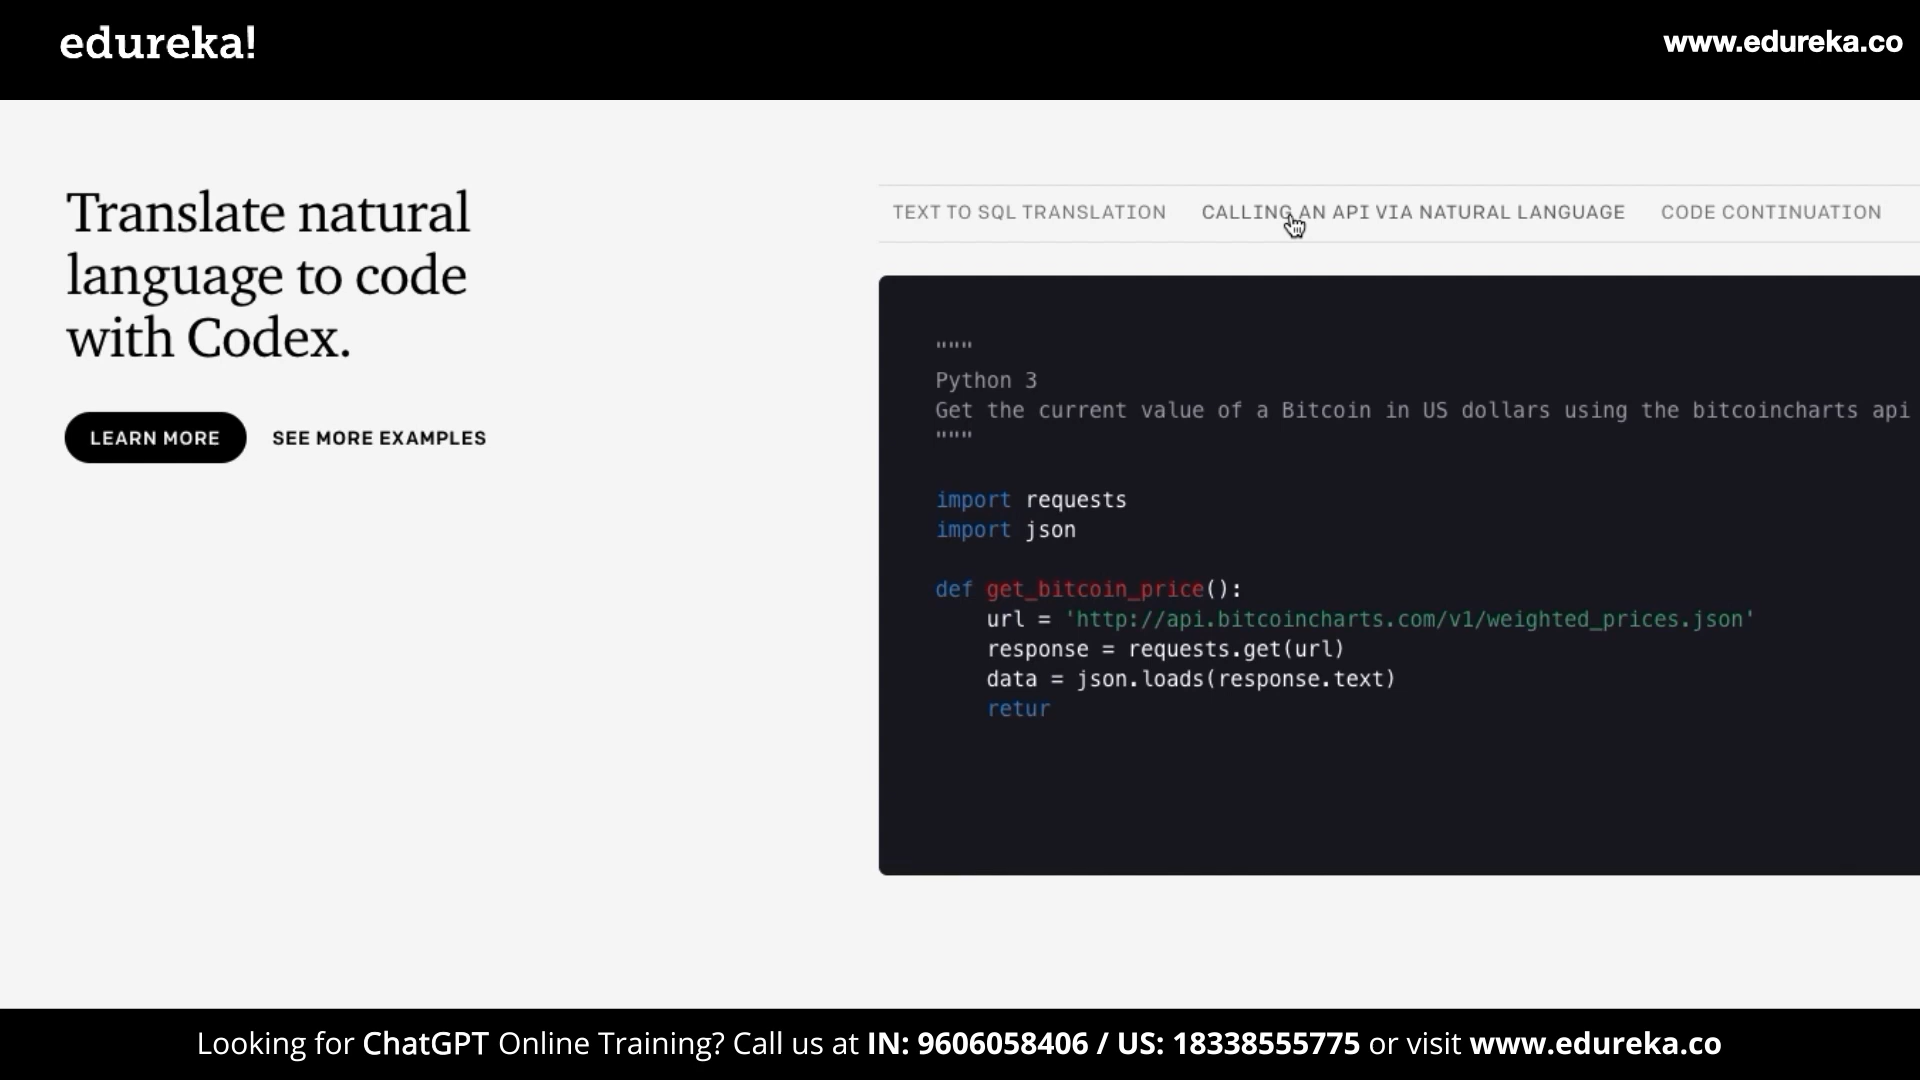 edureka!
www.edureka.co
Translate natural
language to code
with Codex.
LEARN MORE
SEE MORE EXAMPLES
TEXT TO SQL TRANSLATION
CALLING AN API VIA NATURAL LANGUAGE
CODE CONTINUATION
"""
Python 3
Get the current value of a Bitcoin in US dollars using the bitcoincharts api
"""
import requests
import json
def get_bitcoin_price():
    url = 'http://api.bitcoincharts.com/v1/weighted_prices.json'
    response = requests.get(url)
    data = json.loads(response.text)
    retur
Looking for ChatGPT Online Training? Call us at IN: 9606058406 / US: 18338555775 or visit www.edureka.co